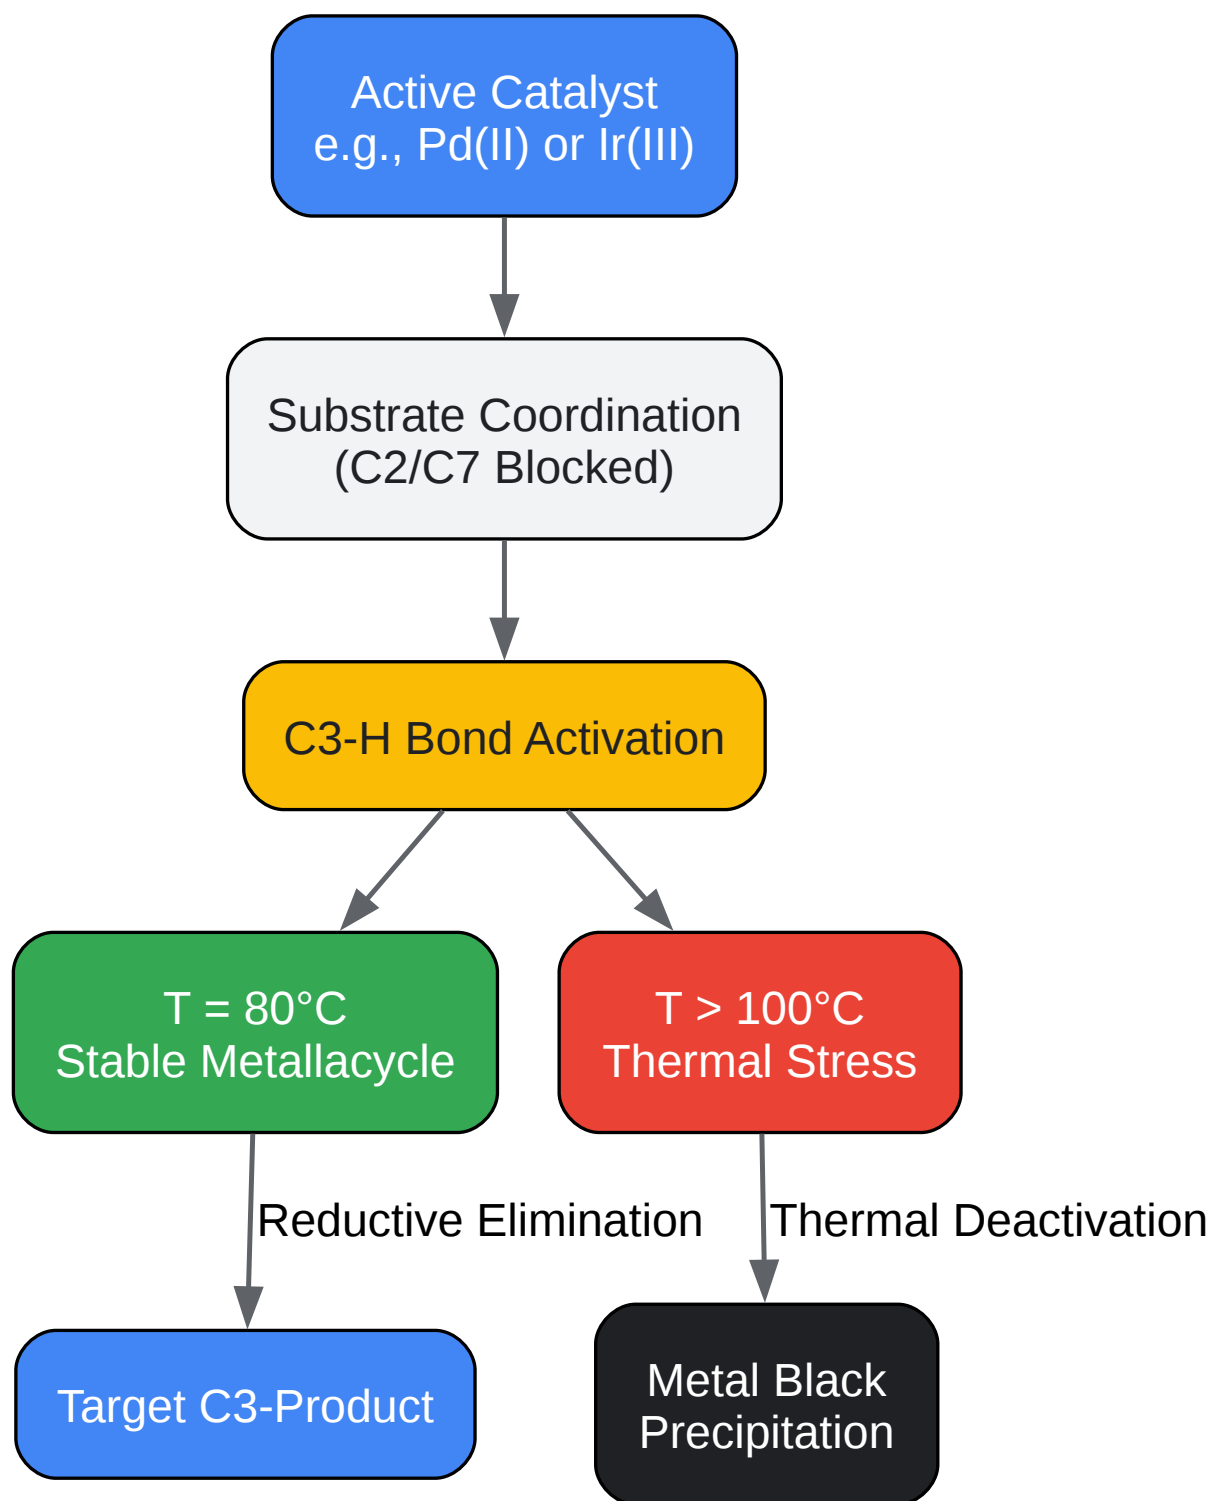 Active Catalyst
e.g., Pd(II) or Ir(III)
Substrate Coordination
(C2/C7 Blocked)
C3-H Bond Activation
T = 80°C
Stable Metallacycle
T > 100°C
Thermal Stress
Reductive Elimination
Thermal Deactivation
Target C3-Product
Metal Black
Precipitation